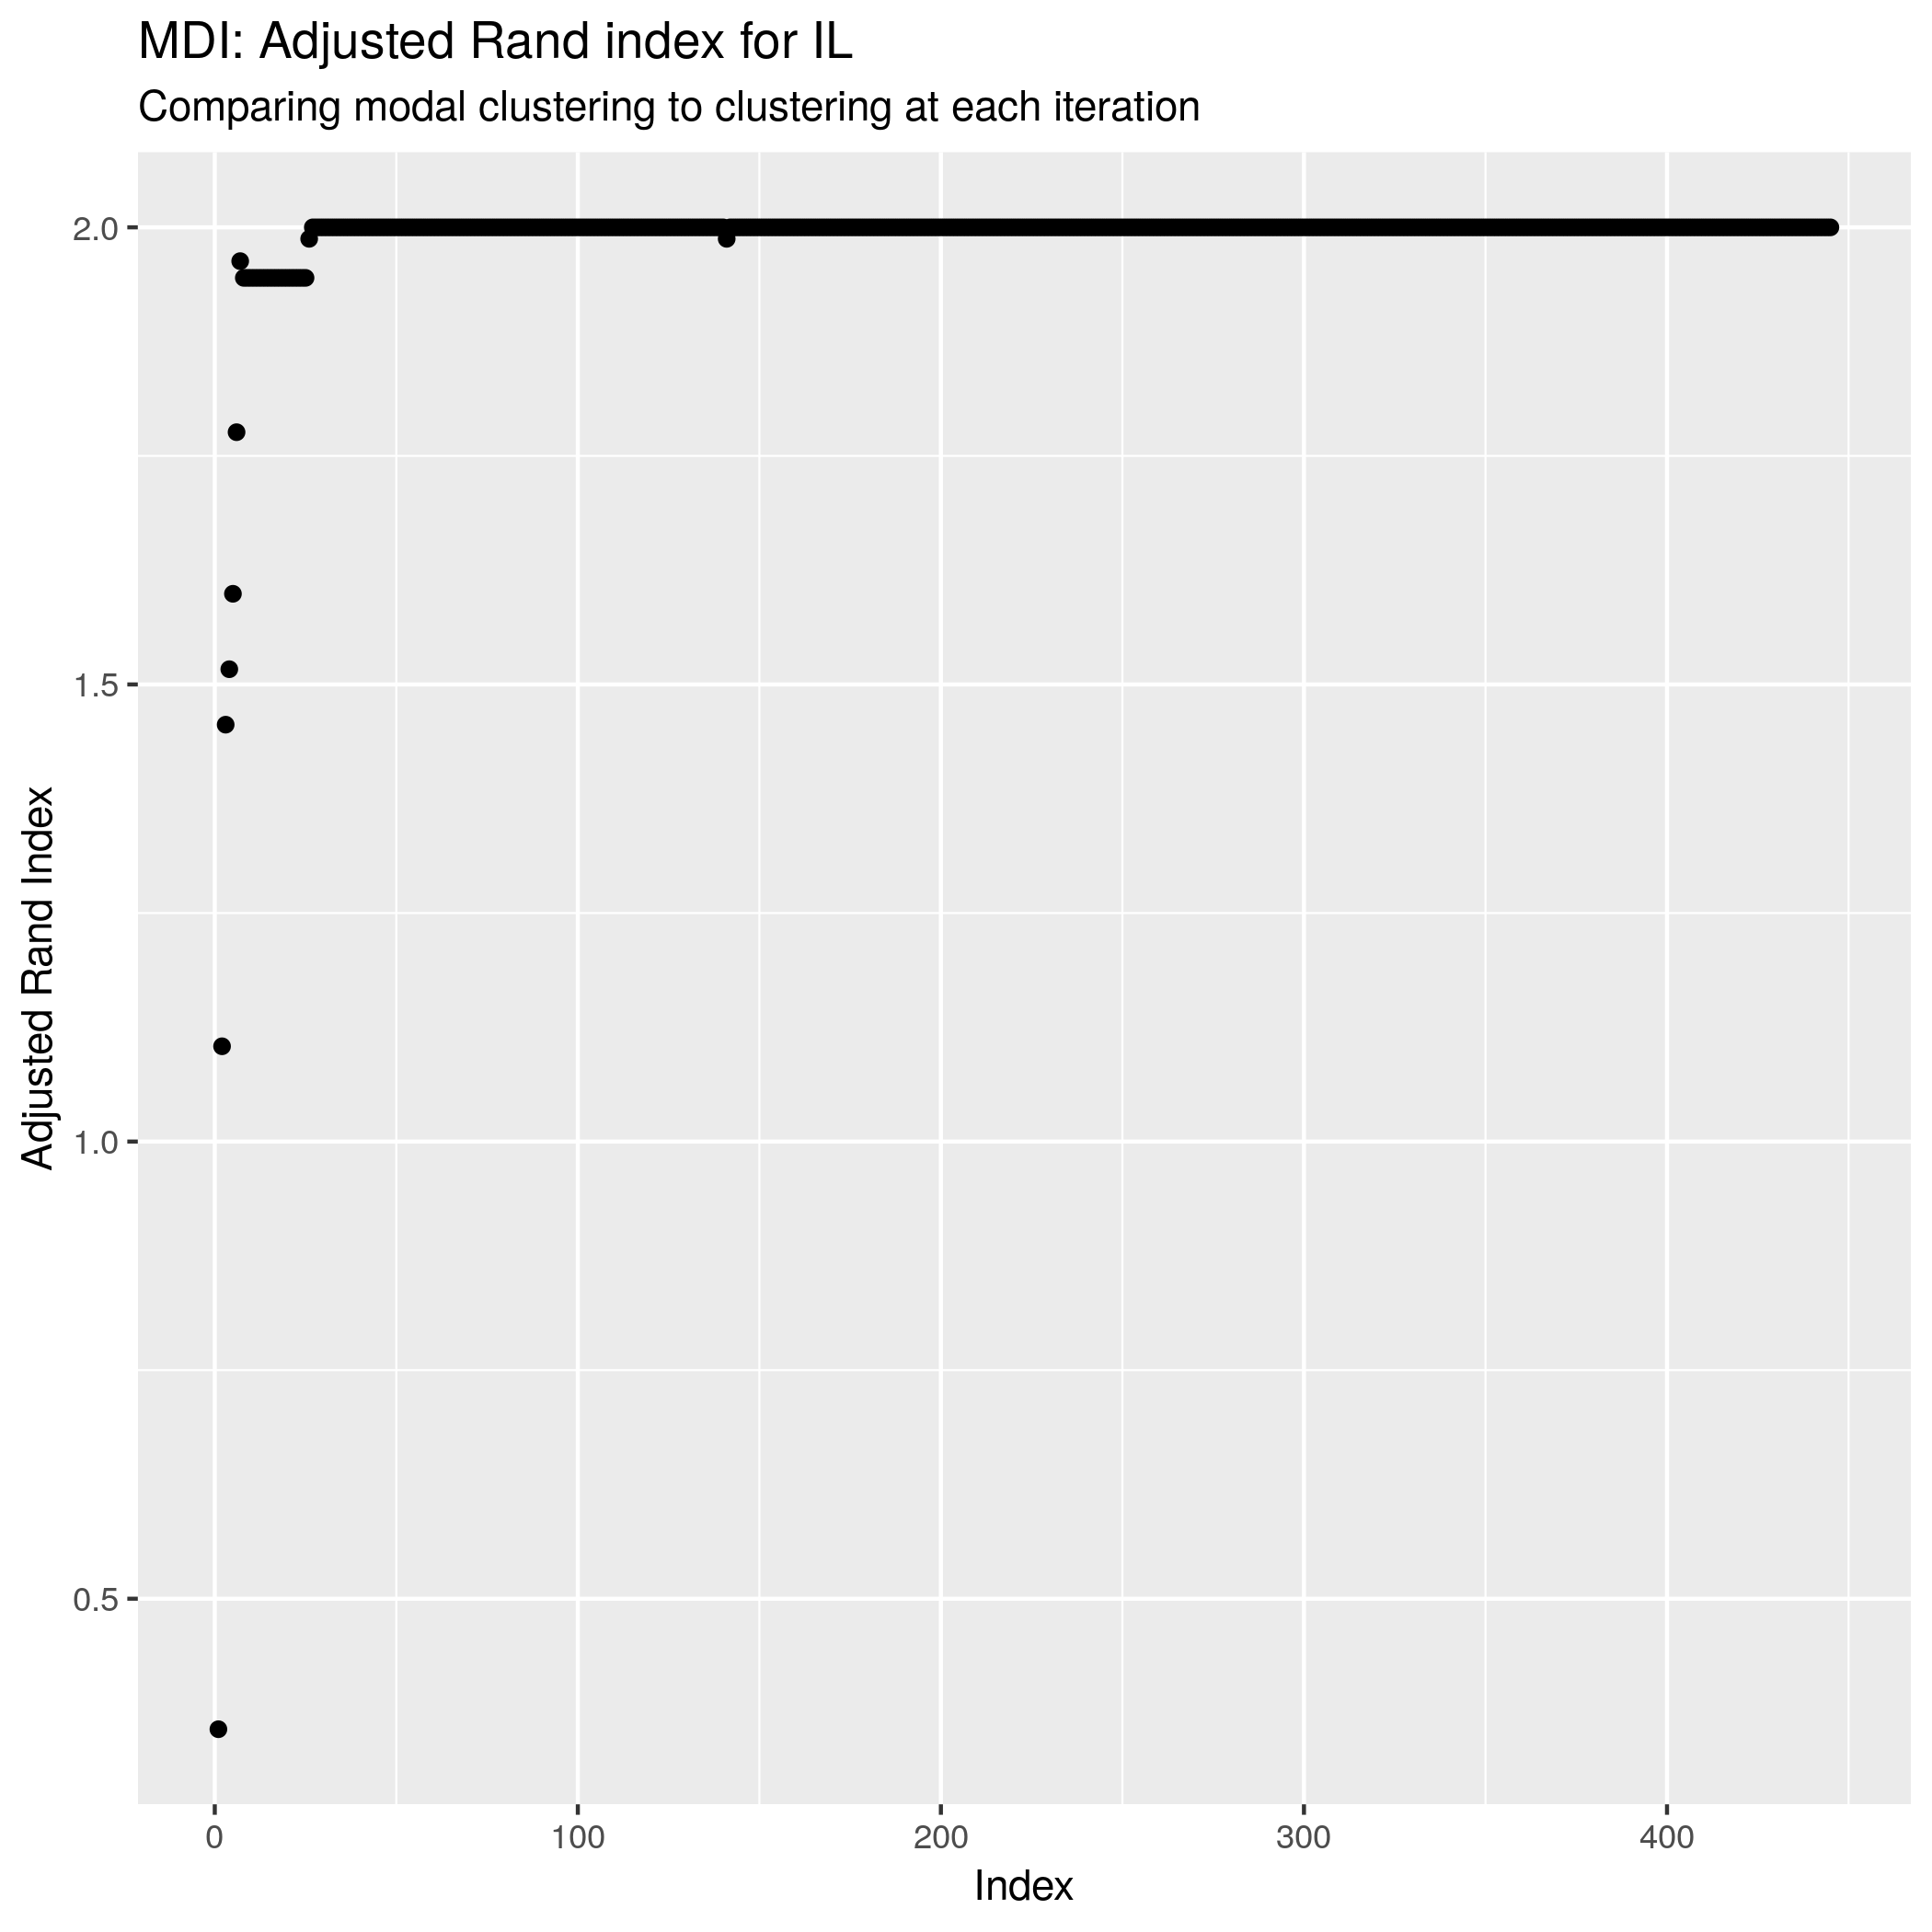 MDI: Adjusted Rand index for IL
Comparing modal clustering to clustering at each iteration
2.0
1.5
1.0
0.5
Adjusted Rand Index
0 100 200 300 400
Index